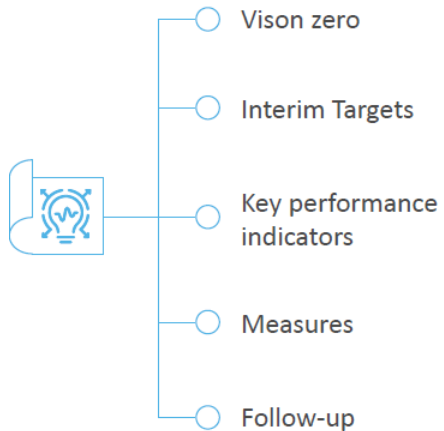 Vison zero
Interim Targets
Key performance
indicators
Measures
Follow-up